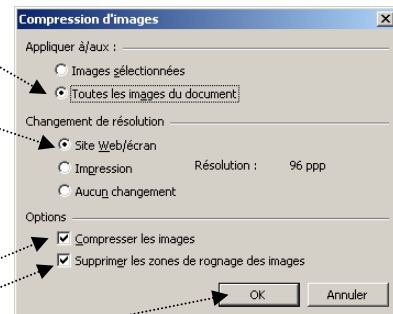 Compression d'images
Appliquer à/aux :
Images sélectionnées
Toutes les images du document
Changement de résolution
Site Web/écran
Impression Résolution : 96 ppp
Aucun changement
Options
Compresser les images
Supprimer les zones de rognage des images
OK Annuler